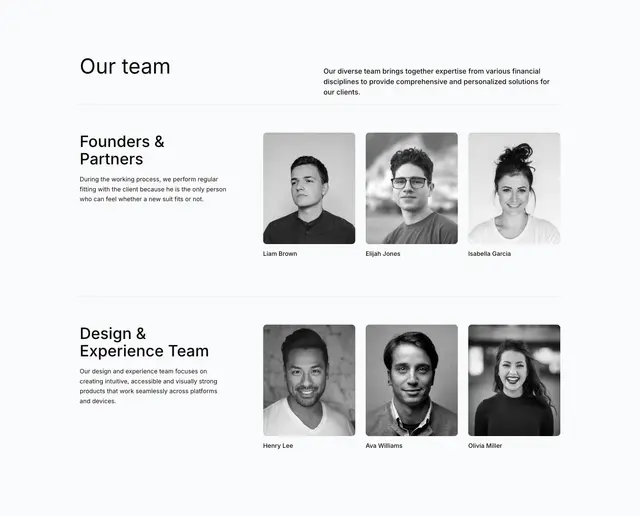 Our team
Our diverse team brings together expertise from various financial
disciplines to provide comprehensive and personalized solutions for
our clients.
Founders &
Partners
During the working process, we perform regular
fitting with the client because he is the only person
who can feel whether a new suit fits or not.
Liam Brown
Elijah Jones
Isabella Garcia
Design &
Experience Team
Our design and experience team focuses on
creating intuitive, accessible and visually strong
products that work seamlessly across platforms
and devices.
Henry Lee
Ava Williams
Olivia Miller